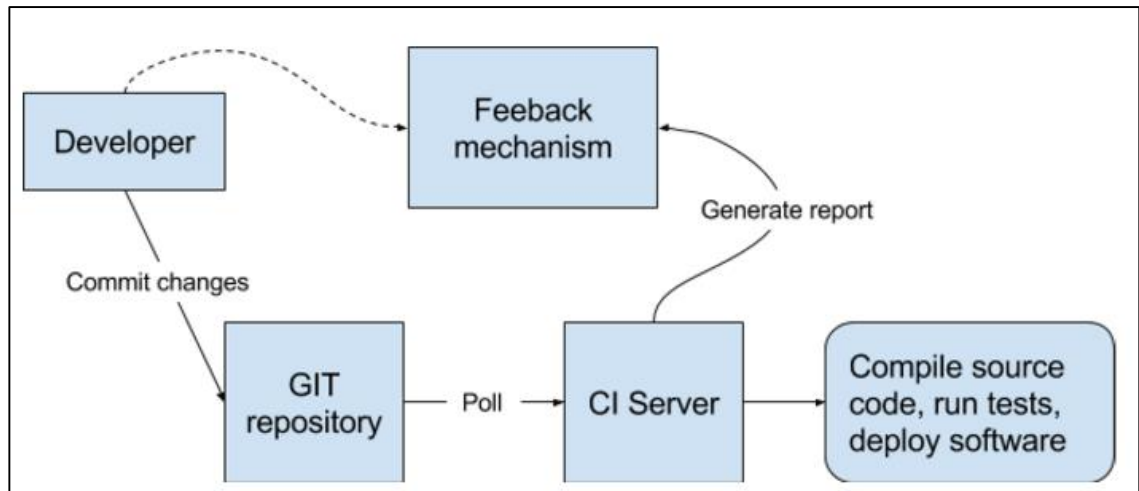 Developer
Feeback
mechanism
Generate report
Commit changes
GIT
repository
Poll
CI Server
Compile source
code, run tests,
deploy software